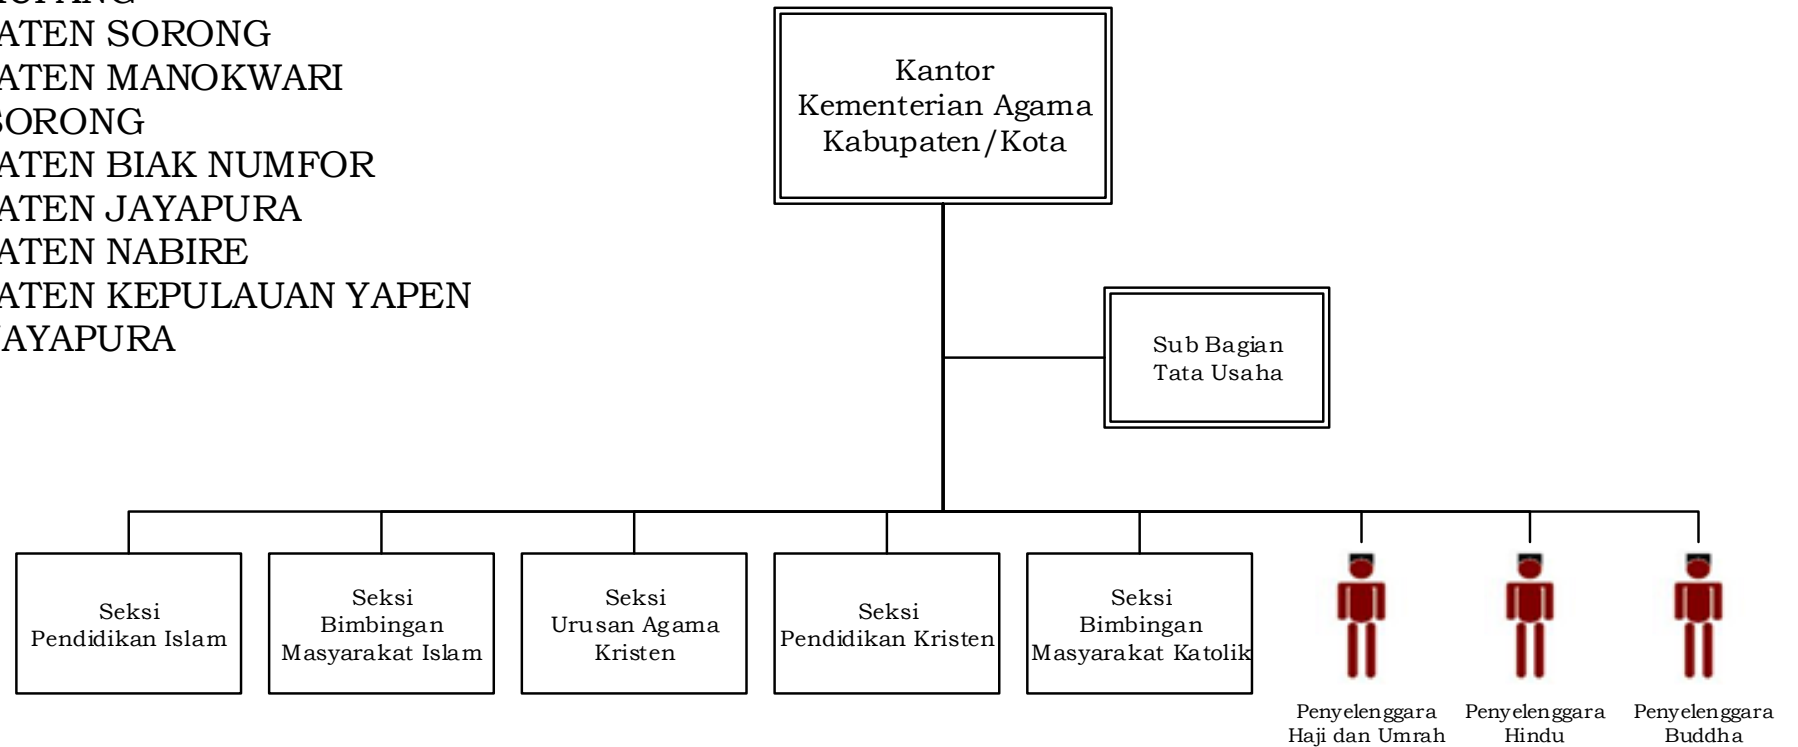 ATEN SORONG
ATEN MANOKWARI
SORONG
ATEN BIAK NUMFOR
ATEN JAYAPURA
ATEN NABIRE
ATEN KEPULAUAN YAPEN
JAYAPURA
Kantor
Kementerian Agama
Kabupaten/Kota
Sub Bagian
Tata Usaha
Seksi
Pendidikan Islam
Seksi
Bimbingan
Masyarakat Islam
Seksi
Urusan Agama
Kristen
Seksi
Pendidikan Kristen
Seksi
Bimbingan
Masyarakat Katolik
Penyelenggara
Haji dan Umrah
Penyelenggara
Hindu
Penyelenggara
Buddha